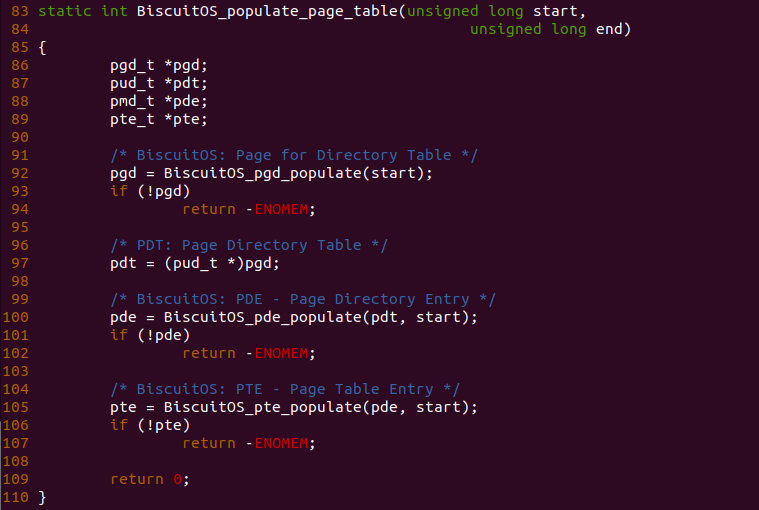 83 static int BiscuitOS_populate_page_table(unsigned long start,
84                                                 unsigned long end)
85 {
86         pgd_t *pgd;
87         pud_t *pdt;
88         pmd_t *pde;
89         pte_t *pte;
90
91         /* BiscuitOS: Page for Directory Table */
92         pgd = BiscuitOS_pgd_populate(start);
93         if (!pgd)
94                 return -ENOMEM;
95
96         /* PDT: Page Directory Table */
97         pdt = (pud_t *)pgd;
98
99         /* BiscuitOS: PDE - Page Directory Entry */
100         pde = BiscuitOS_pde_populate(pdt, start);
101         if (!pde)
102                 return -ENOMEM;
103
104         /* BiscuitOS: PTE - Page Table Entry */
105         pte = BiscuitOS_pte_populate(pde, start);
106         if (!pte)
107                 return -ENOMEM;
108
109         return 0;
110 }